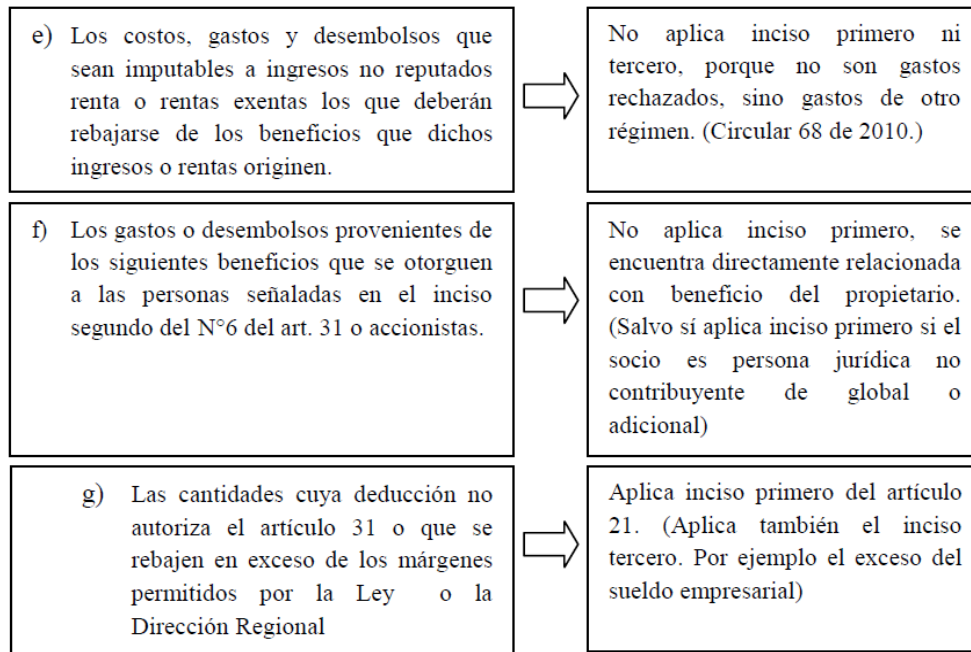 e) Los costos, gastos y desembolsos que
sean imputables a ingresos no reputados
renta o rentas exentas los que deberán
rebajarse de los beneficios que dichos
ingresos o rentas originen.
No aplica inciso primero ni
tercero, porque no son gastos
rechazados, sino gastos de otro
régimen. (Circular 68 de 2010.)
f) Los gastos o desembolsos provenientes de
los siguientes beneficios que se otorguen
a las personas señaladas en el inciso
segundo del N°6 del art. 31 o accionistas.
No aplica inciso primero, se
encuentra directamente relacionada
con beneficio del propietario.
(Salvo sí aplica inciso primero si el
socio es persona jurídica no
contribuyente de global o
adicional)
g) Las cantidades cuya deducción no
autoriza el artículo 31 o que se
rebajen en exceso de los márgenes
permitidos por la Ley o la
Dirección Regional
Aplica inciso primero del artículo
21. (Aplica también el inciso
tercero. Por ejemplo el exceso del
sueldo empresarial)